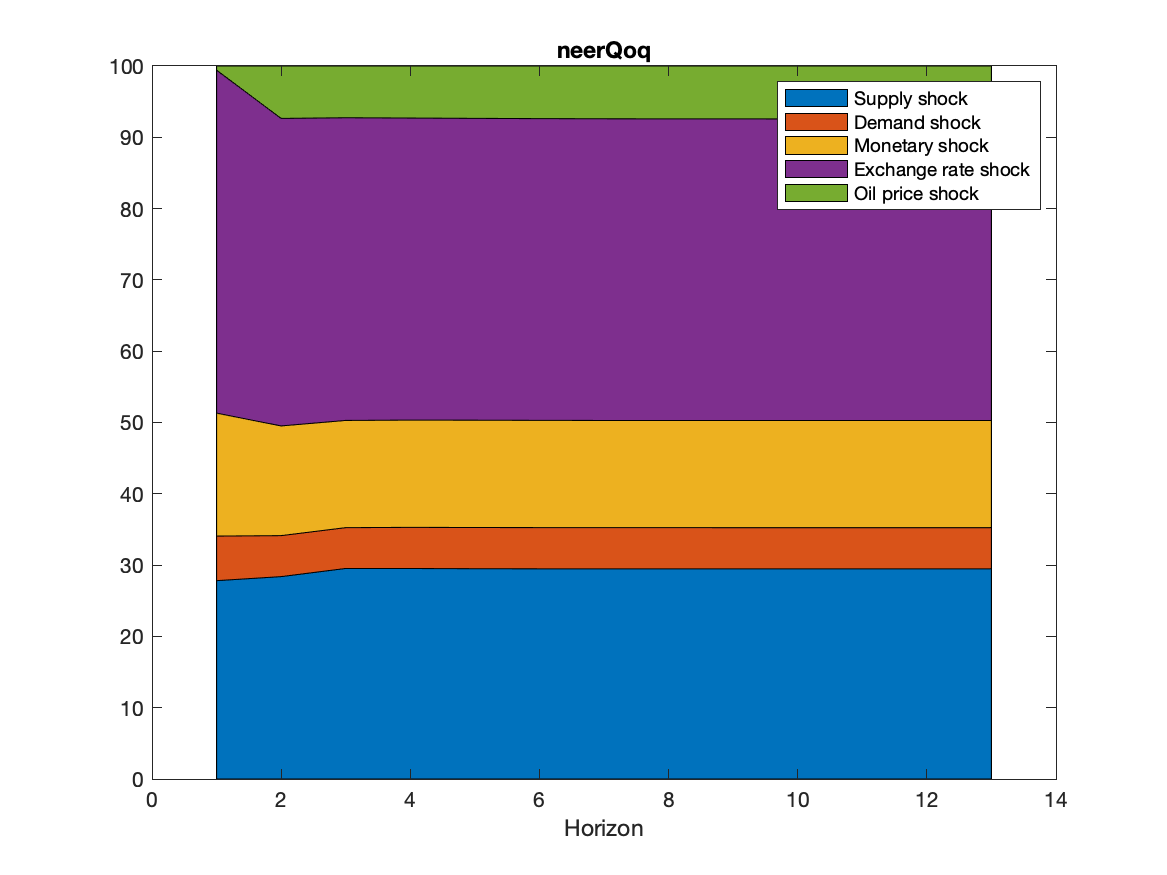 neerQoq
100
90
80
70
60
50
40
30
20
10
0
Supply shock
Demand shock
Monetary shock
Exchange rate shock
Oil price shock
0 2 4 6 8 10 12 14
Horizon